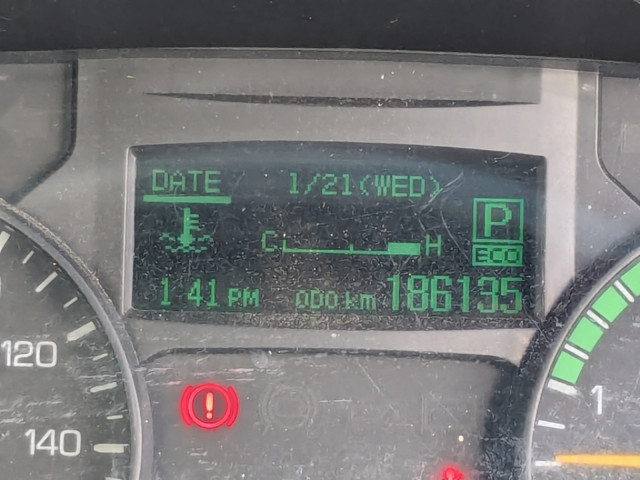 DATE 1/21(WED)
P
C H
ECO
1 41 PM ODO km 186135
120
140
1
!